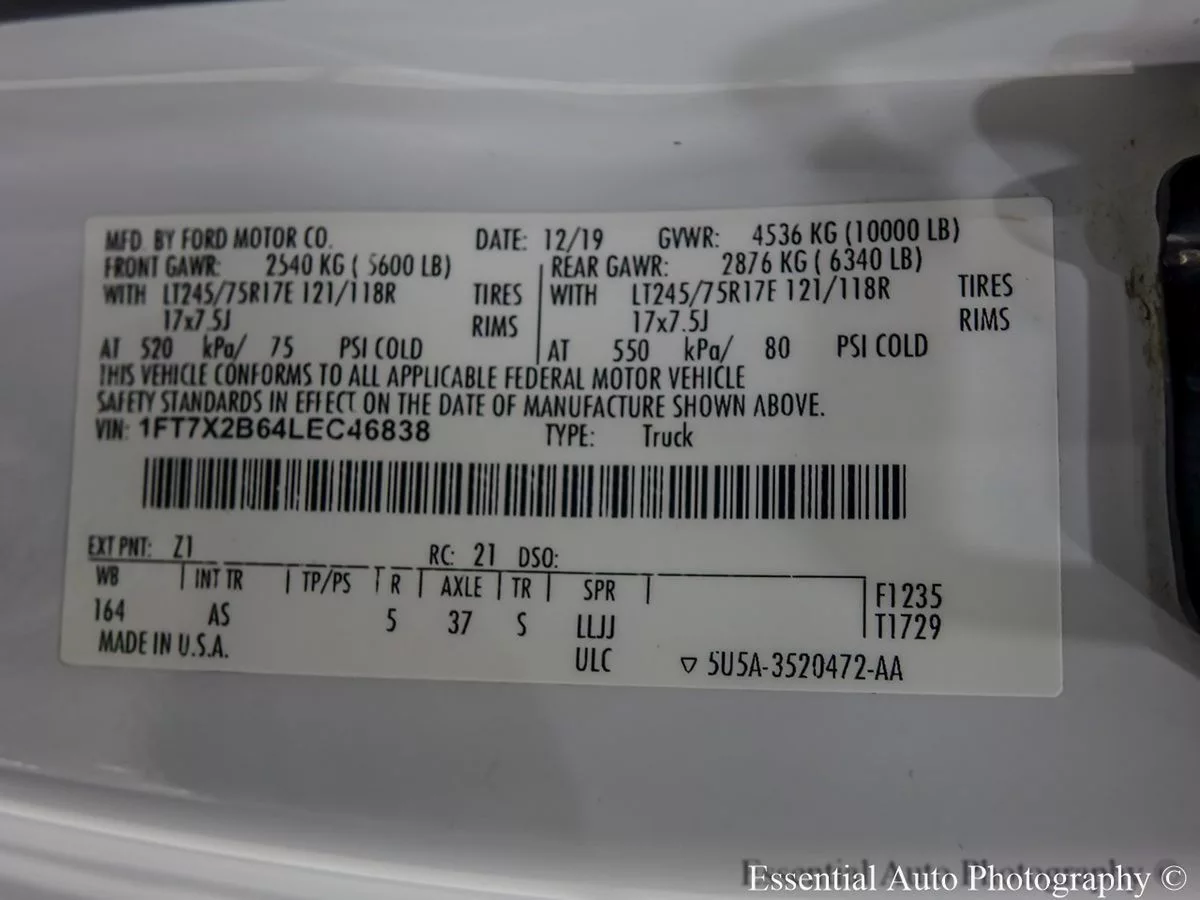 MFD. BY FORD MOTOR CO. DATE: 12/19 GVWR: 4536 KG (10000 LB)
FRONT GAWR: 2540 KG ( 5600 LB) REAR GAWR: 2876 KG ( 6340 LB)
WITH LT245/75R17E 121/118R TIRES WITH LT245/75R17E 121/118R TIRES
17x7.5J RIMS 17x7.5J RIMS
AT 520 kPa/ 75 PSI COLD AT 550 kPa/ 80 PSI COLD
THIS VEHICLE CONFORMS TO ALL APPLICABLE FEDERAL MOTOR VEHICLE
SAFETY STANDARDS IN EFFECT ON THE DATE OF MANUFACTURE SHOWN ABOVE.
VIN: 1FT7X2B64LEC46838 TYPE: Truck
EXT PNT: Z1 RC: 21 DSO:
WB INT TR TP/PS R AXLE TR SPR F1235
164 AS 5 37 S LLJJ T1729
MADE IN U.S.A. ULC ▽ 5U5A-3520472-AA
Essential Auto Photography ©